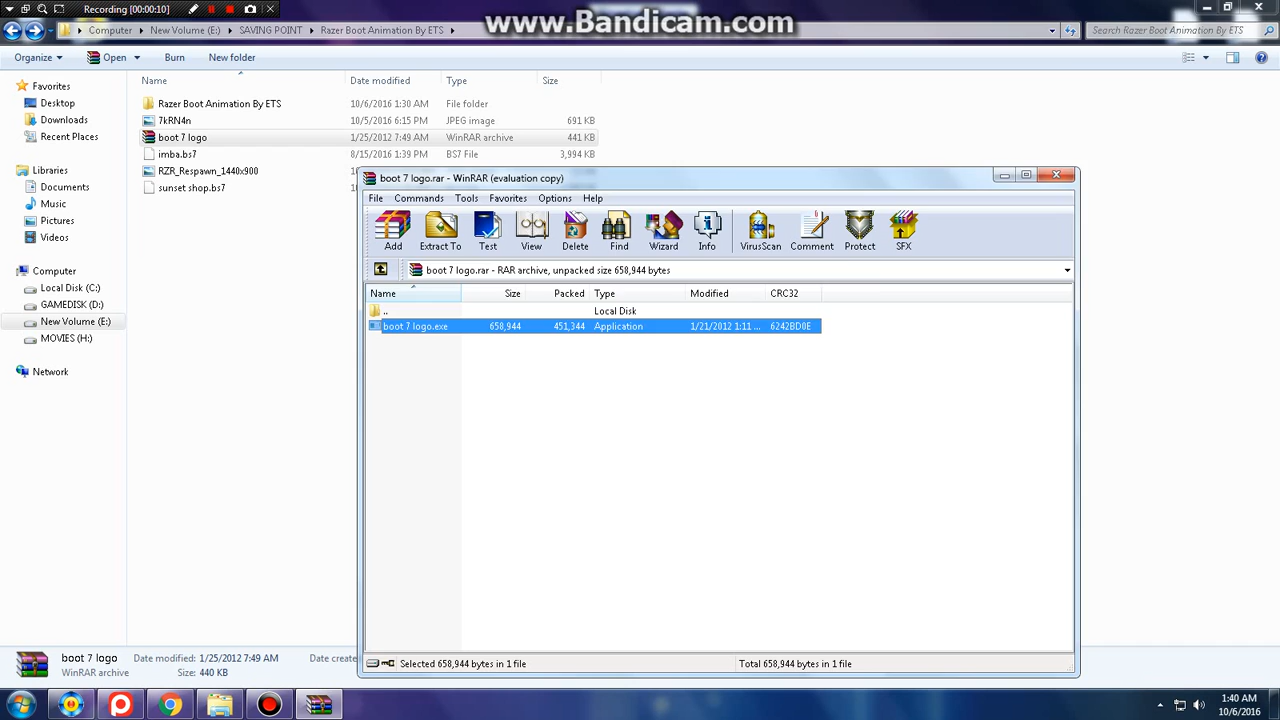 Recording [00:00:10]
www.Bandicam.com
Computer New Volume (E:) SAVING POINT Razer Boot Animation By ETS
Search Razer Boot Animation By ETS
Organize Open Burn New folder
Name Date modified Type Size
Favorites
Desktop
Downloads
Recent Places
Libraries
Documents
Music
Pictures
Videos
Computer
Local Disk (C:)
GAMEDISK (D:)
New Volume (E:)
MOVIES (H:)
Network
Razer Boot Animation By ETS 10/6/2016 1:30 AM File folder
7kRN4n 10/5/2016 6:15 PM JPEG image 691 KB
boot 7 logo 1/25/2012 7:49 AM WinRAR archive 441 KB
imba.bs7 8/15/2016 1:39 PM BS7 File 3,994 KB
RZR_Respawn_1440x900
sunset shop.bs7
boot 7 logo.rar - WinRAR (evaluation copy)
File Commands Tools Favorites Options Help
Add Extract To Test View Delete Find Wizard Info VirusScan Comment Protect SFX
boot 7 logo.rar - RAR archive, unpacked size 658,944 bytes
Name Size Packed Type Modified CRC32
.. Local Disk
boot 7 logo.exe 658,944 451,344 Application 1/21/2012 1:11 ... 6242BD0E
Selected 658,944 bytes in 1 file
Total 658,944 bytes in 1 file
boot 7 logo Date modified: 1/25/2012 7:49 AM Date create
WinRAR archive Size: 440 KB
1:40 AM
10/6/2016